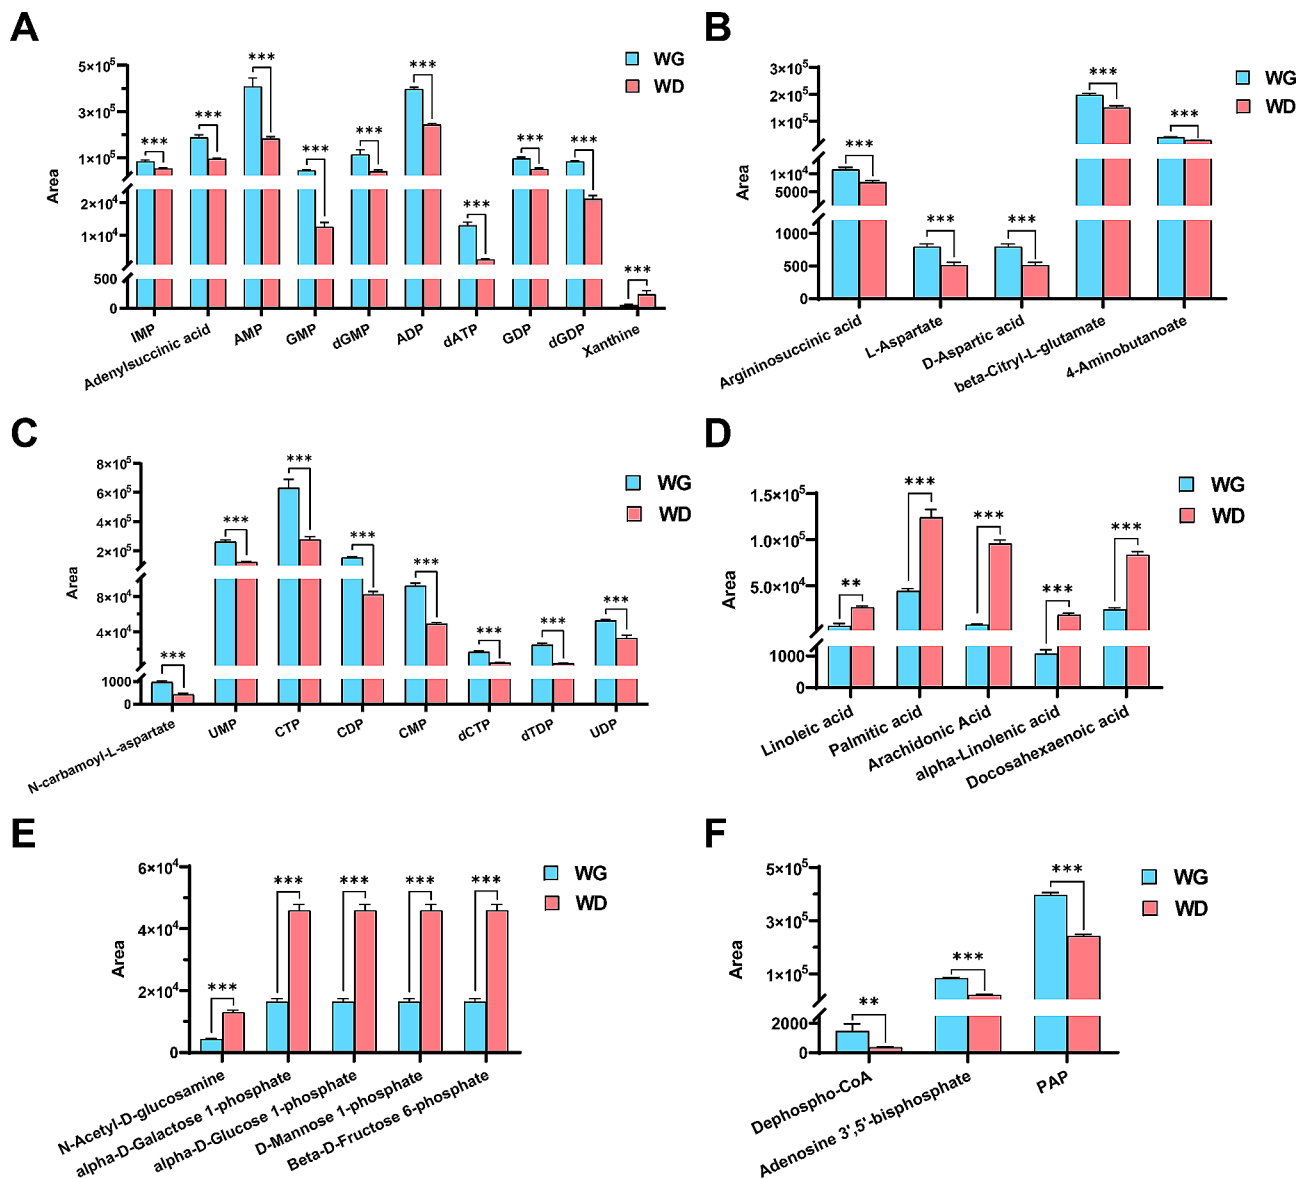 A
Area
5×10⁵
3×10⁵
1×10⁵
2×10⁴
1×10⁴
500
0
***
***
***
***
***
***
***
***
***
***
WG
WD
IMP
Adenylsuccinic acid
AMP
GMP
dGMP
ADP
dATP
GDP
dGDP
Xanthine
B
Area
3×10⁵
2×10⁵
1×10⁵
1×10⁴
5000
1000
500
0
***
***
***
***
***
WG
WD
Argininosuccinic acid
L-Aspartate
D-Aspartic acid
beta-Citryl-L-glutamate
4-Aminobutanoate
C
Area
8×10⁵
6×10⁵
4×10⁵
2×10⁵
8×10⁴
4×10⁴
1000
0
***
***
***
***
***
***
***
***
WG
WD
N-carbamoyl-L-aspartate
UMP
CTP
CDP
CMP
dCTP
dTDP
UDP
D
Area
1.5×10⁵
1.0×10⁵
5.0×10⁴
1000
0
**
***
***
***
***
WG
WD
Linoleic acid
Palmitic acid
Arachidonic Acid
alpha-Linolenic acid
Docosahexaenoic acid
E
Area
6×10⁴
4×10⁴
2×10⁴
0
***
***
***
***
***
WG
WD
N-Acetyl-D-glucosamine
alpha-D-Galactose 1-phosphate
alpha-D-Glucose 1-phosphate
D-Mannose 1-phosphate
Beta-D-Fructose 6-phosphate
F
Area
5×10⁵
3×10⁵
1×10⁵
2000
0
**
***
***
WG
WD
Dephospho-CoA
Adenosine 3',5'-bisphosphate
PAP